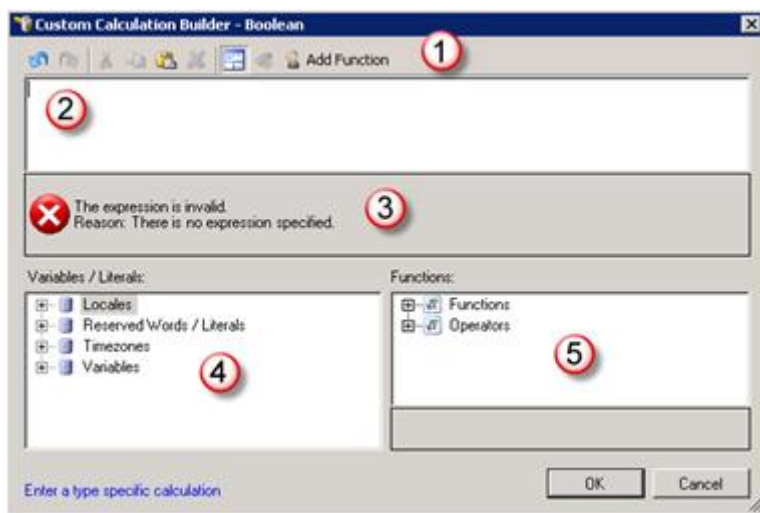 Custom Calculation Builder - Boolean
Add Function
1
2
The expression is invalid.
Reason: There is no expression specified.
3
Variables / Literals:
Functions:
Locales
Reserved Words / Literals
Timezones
Variables
4
Functions
Operators
5
Enter a type specific calculation
OK
Cancel